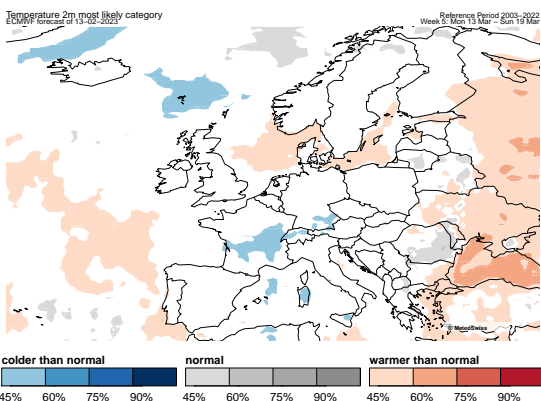 Temperature 2m most likely category
ECMWF forecast of 13-02-2023
Reference Period 2003-2022
Week 5: Mon 13 Mar - Sun 19 Mar
© MeteoSwiss
colder than normal
normal
warmer than normal
45% 60% 75% 90%
45% 60% 75% 90%
45% 60% 75% 90%